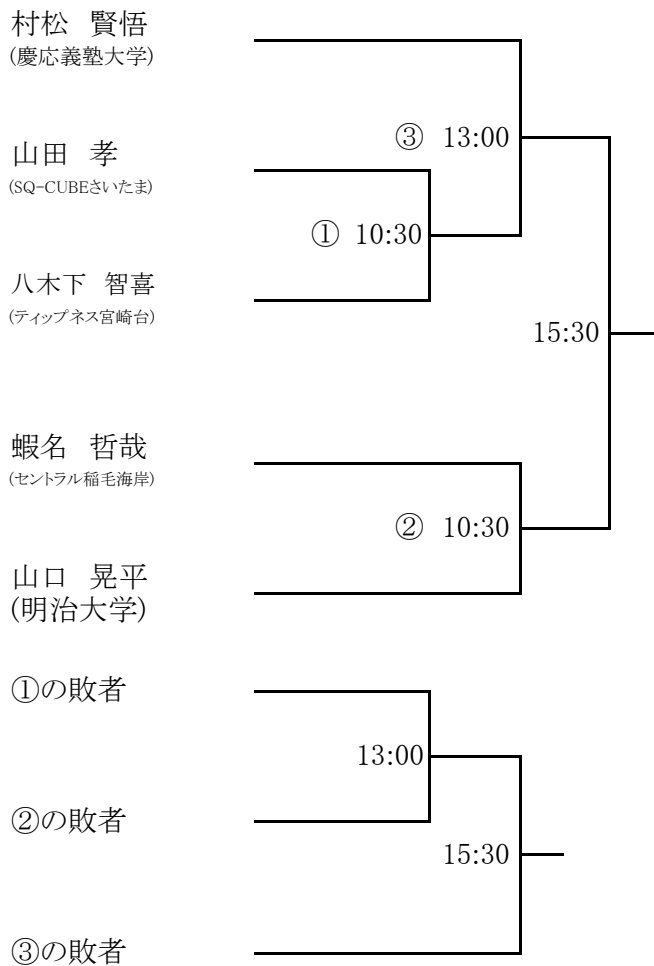 村松 賢悟
(慶応義塾大学)
③ 13:00
山田 孝
(SQ-CUBEさいたま)
① 10:30
八木下 智喜
(ティップネス宮崎台)
15:30
蝦名 哲哉
(セントラル稲毛海岸)
② 10:30
山口 晃平
(明治大学)
①の敗者
13:00
②の敗者
15:30
③の敗者